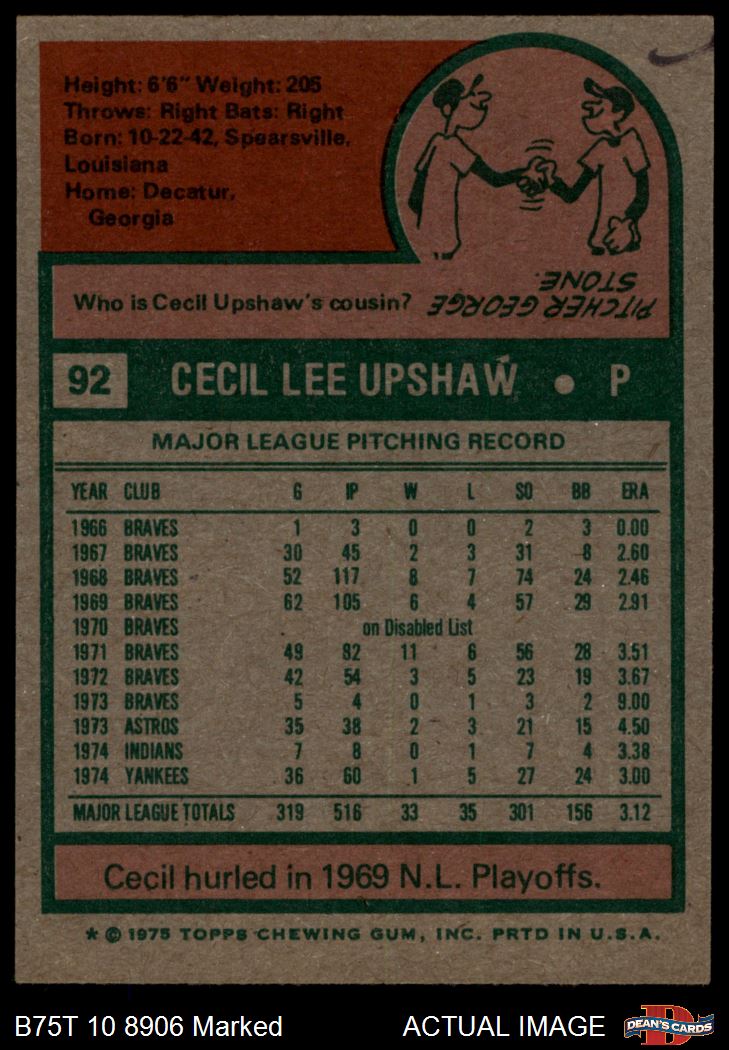 Height: 6'6" Weight: 205
Throws: Right Bats: Right
Born: 10-22-42, Spearsville,
Louisiana
Home: Decatur,
Georgia
Who is Cecil Upshaw's cousin?
PITCHER GEORGE
STONE.
92 CECIL LEE UPSHAW • P
MAJOR LEAGUE PITCHING RECORD
YEAR CLUB G IP W L SO BB ERA
1966 BRAVES 1 3 0 0 2 3 0.00
1967 BRAVES 30 45 2 3 31 8 2.60
1968 BRAVES 52 117 8 7 74 24 2.46
1969 BRAVES 62 105 6 4 57 29 2.91
1970 BRAVES on Disabled List
1971 BRAVES 49 82 11 6 56 28 3.51
1972 BRAVES 42 54 3 5 23 19 3.67
1973 BRAVES 5 4 0 1 3 2 9.00
1973 ASTROS 35 38 2 3 21 15 4.50
1974 INDIANS 7 8 0 1 7 4 3.38
1974 YANKEES 36 60 1 5 27 24 3.00
MAJOR LEAGUE TOTALS 319 516 33 35 301 156 3.12
Cecil hurled in 1969 N.L. Playoffs.
* © 1975 TOPPS CHEWING GUM, INC. PRTD IN U.S.A.
B75T 10 8906 Marked ACTUAL IMAGE D DEAN'S CARDS